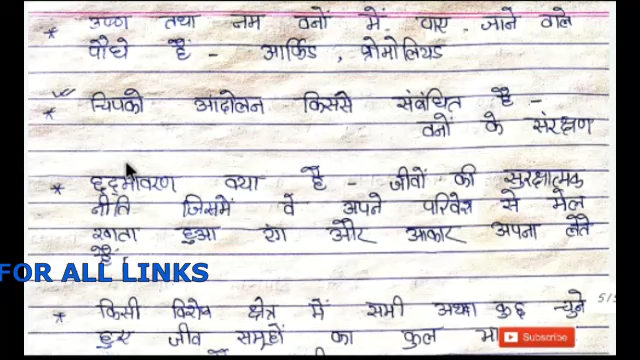 * उष्ण तथा नम वनों में पाए जाने वाले
पौधे हैं - आर्किड, ब्रोमोलियड
* चिपको आंदोलन किससे संबंधित है -
वनों के संरक्षण
* छद्मावरण क्या है - जीवों की सुरक्षात्मक
नीति जिसमें वे अपने परिवेश से मेल
खाता हुआ रंग और आकार अपना लेते
हैं।
FOR ALL LINKS
* किसी विशेष क्षेत्र में सभी अथवा कुछ चुने
हुए जीव समूहों का कुल
Subscribe